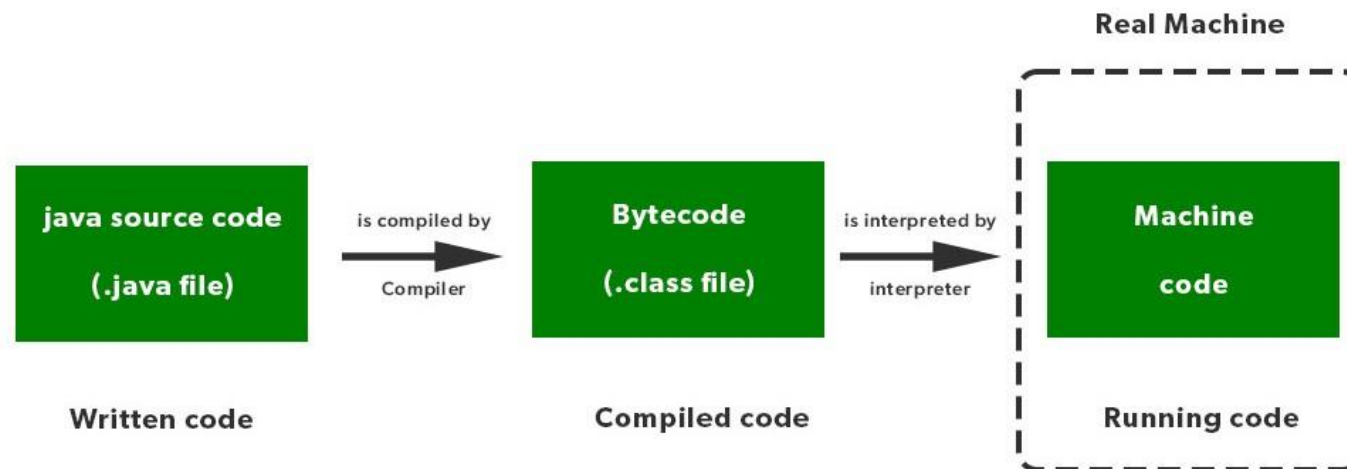 Real Machine
java source code
(.java file)
is compiled by
Compiler
Bytecode
(.class file)
is interpreted by
interpreter
Machine
code
Written code
Compiled code
Running code